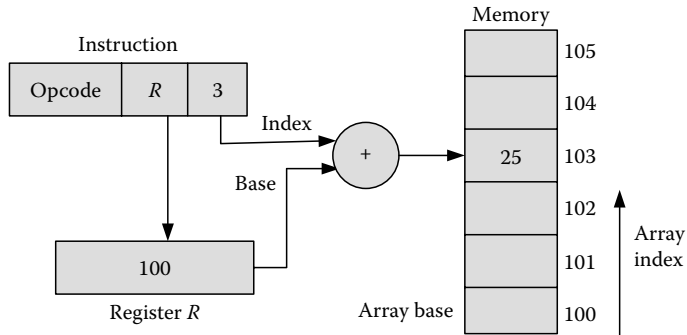 Instruction
Opcode R 3
Index
Base
+
100
Register R
Memory
105
104
25 103
102
101
Array base 100
Array
index